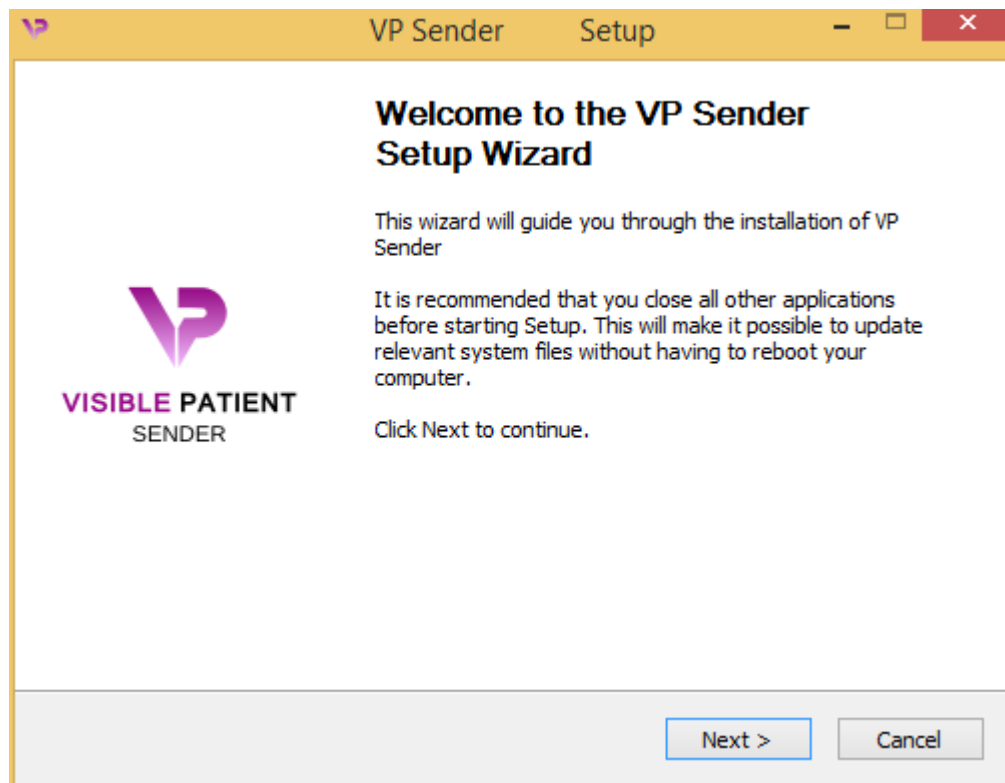 VP Sender Setup
Welcome to the VP Sender
Setup Wizard
This wizard will guide you through the installation of VP
Sender
It is recommended that you close all other applications
before starting Setup. This will make it possible to update
relevant system files without having to reboot your
computer.
Click Next to continue.
VP
VISIBLE PATIENT
SENDER
Next >
Cancel